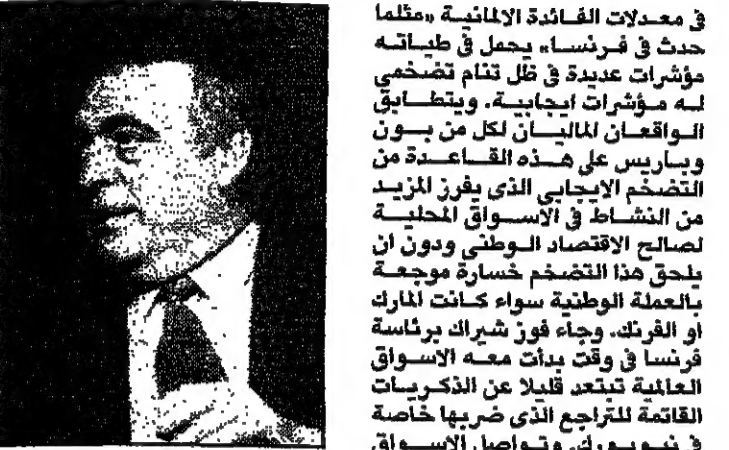 في معدلات الفائدة الالمانية «مثلما
حدث في فرنسا» يحمل في طياته
مؤشرات عديدة في ظل تنام تضخمي
له مؤشرات ايجابية. ويتطابق
الواقعان الماليان لكل من بون
وباريس على هذه القاعدة من
التضخم الايجابي الذي يفرز المزيد
من النشاط في الاسواق المحلية
لصالح الاقتصاد الوطني ودون ان
يلحق هذا التضخم خسارة موجعة
بالعملة الوطنية سواء كانت المارك
او الفرنك. وجاء فوز شيراك برئاسة
فرنسا في وقت بدأت معه الاسواق
العالمية تبتعد قليلا عن الذكريات
القاتمة للتراجع الذي ضربها خاصة
في نيويورك. وتواصل الاسواق